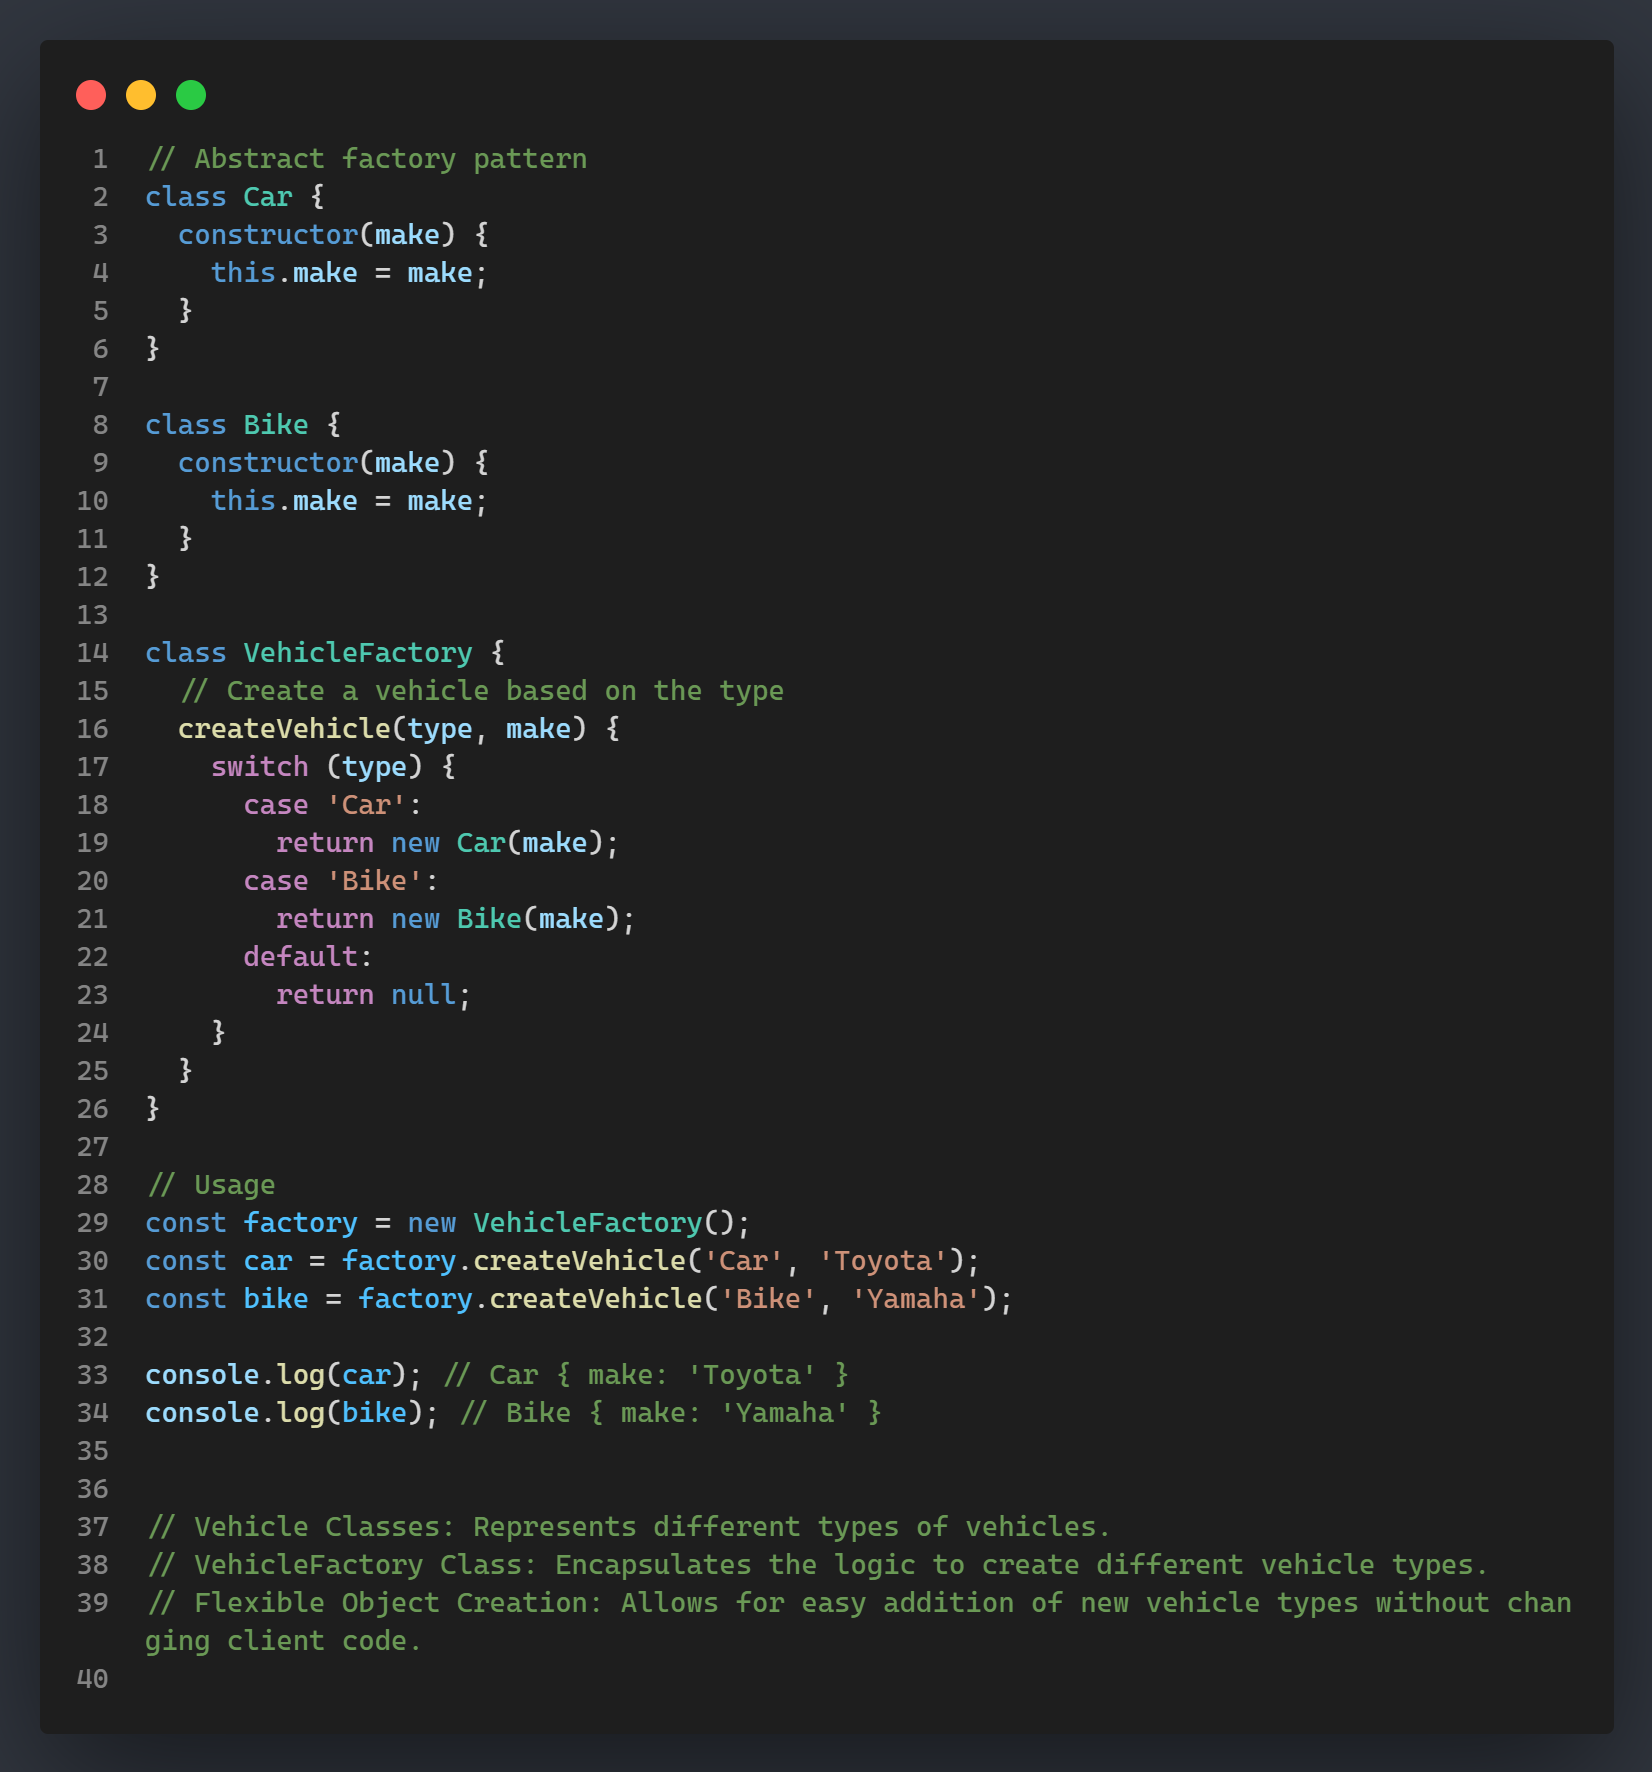 1 // Abstract factory pattern
2 class Car {
3   constructor(make) {
4     this.make = make;
5   }
6 }
7
8 class Bike {
9   constructor(make) {
10     this.make = make;
11   }
12 }
13
14 class VehicleFactory {
15   // Create a vehicle based on the type
16   createVehicle(type, make) {
17     switch (type) {
18       case 'Car':
19         return new Car(make);
20       case 'Bike':
21         return new Bike(make);
22       default:
23         return null;
24     }
25   }
26 }
27
28 // Usage
29 const factory = new VehicleFactory();
30 const car = factory.createVehicle('Car', 'Toyota');
31 const bike = factory.createVehicle('Bike', 'Yamaha');
32
33 console.log(car); // Car { make: 'Toyota' }
34 console.log(bike); // Bike { make: 'Yamaha' }
35
36
37 // Vehicle Classes: Represents different types of vehicles.
38 // VehicleFactory Class: Encapsulates the logic to create different vehicle types.
39 // Flexible Object Creation: Allows for easy addition of new vehicle types without chan
ging client code.
40